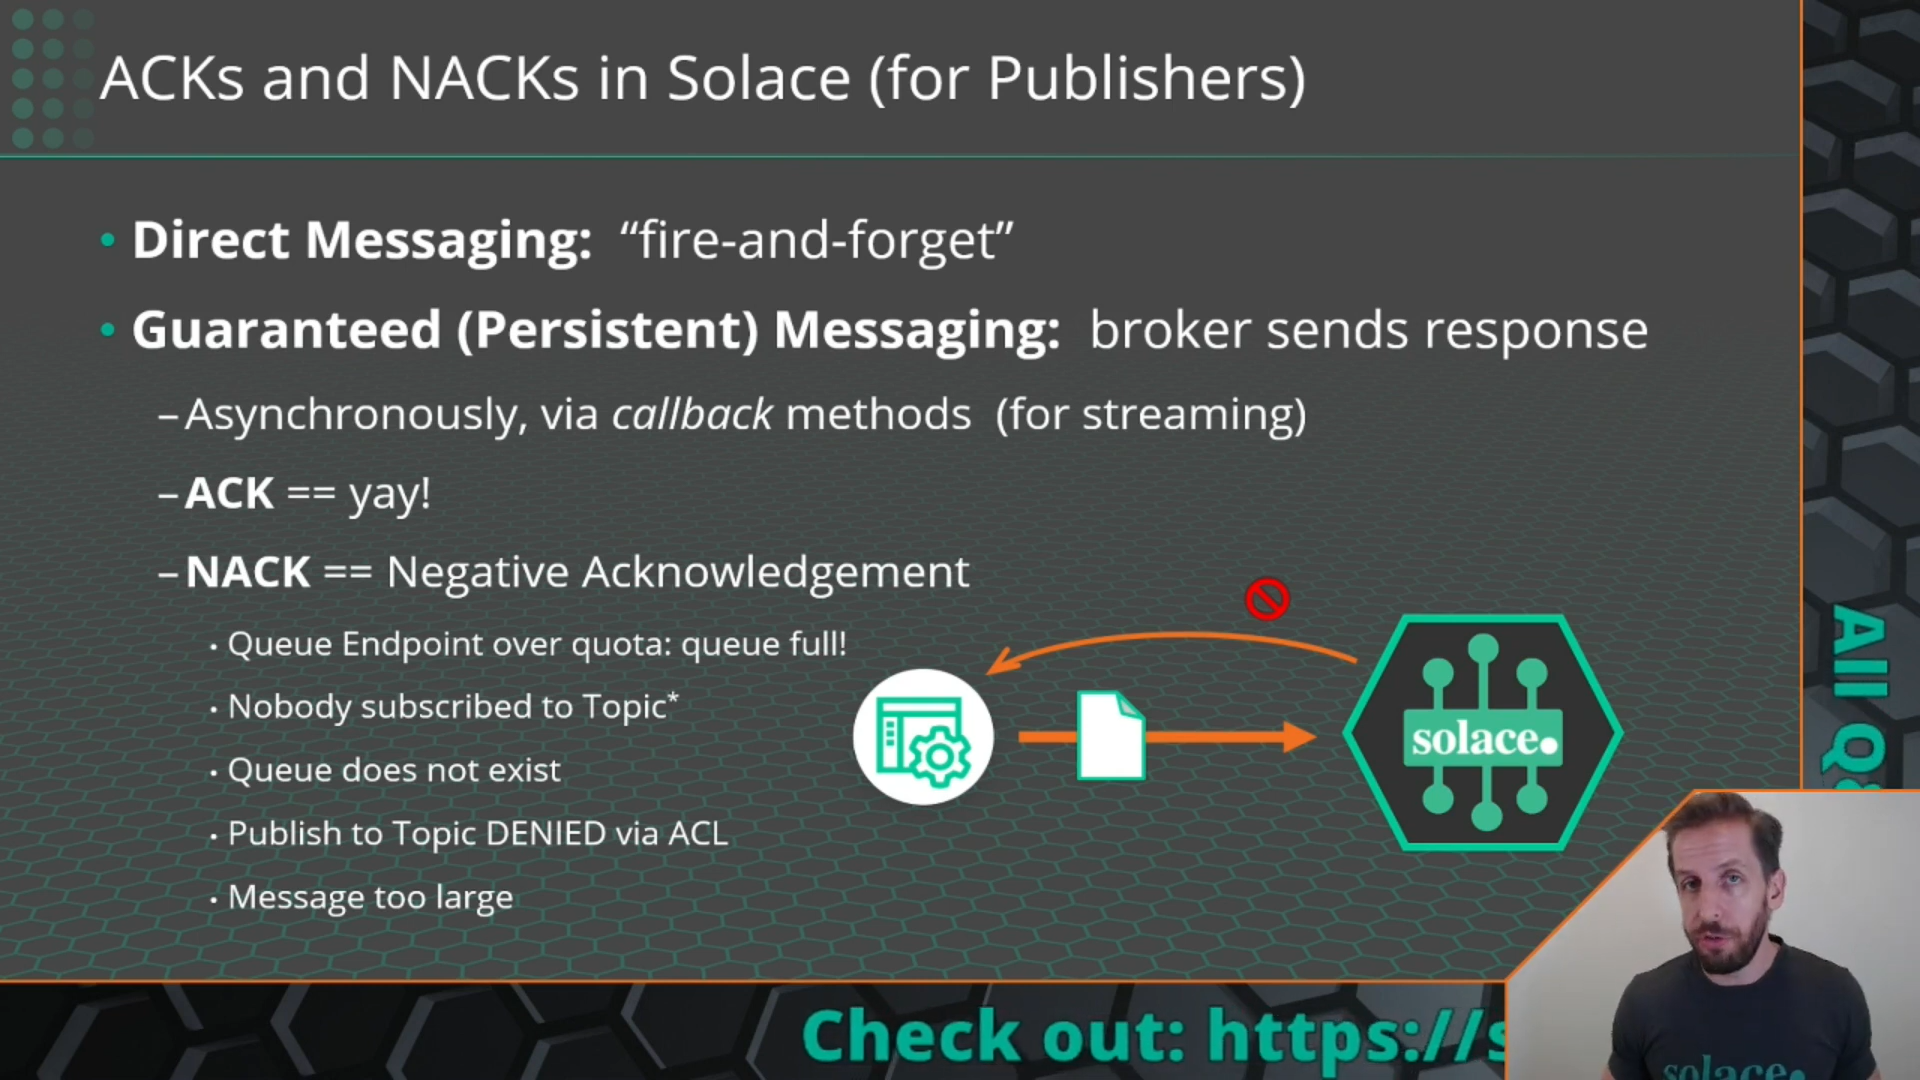 ACKs and NACKs in Solace (for Publishers)
• Direct Messaging: “fire-and-forget”
• Guaranteed (Persistent) Messaging: broker sends response
– Asynchronously, via callback methods (for streaming)
– ACK == yay!
– NACK == Negative Acknowledgement
• Queue Endpoint over quota: queue full!
• Nobody subscribed to Topic*
• Queue does not exist
• Publish to Topic DENIED via ACL
• Message too large
solace.
All
Check out: https://
solace.